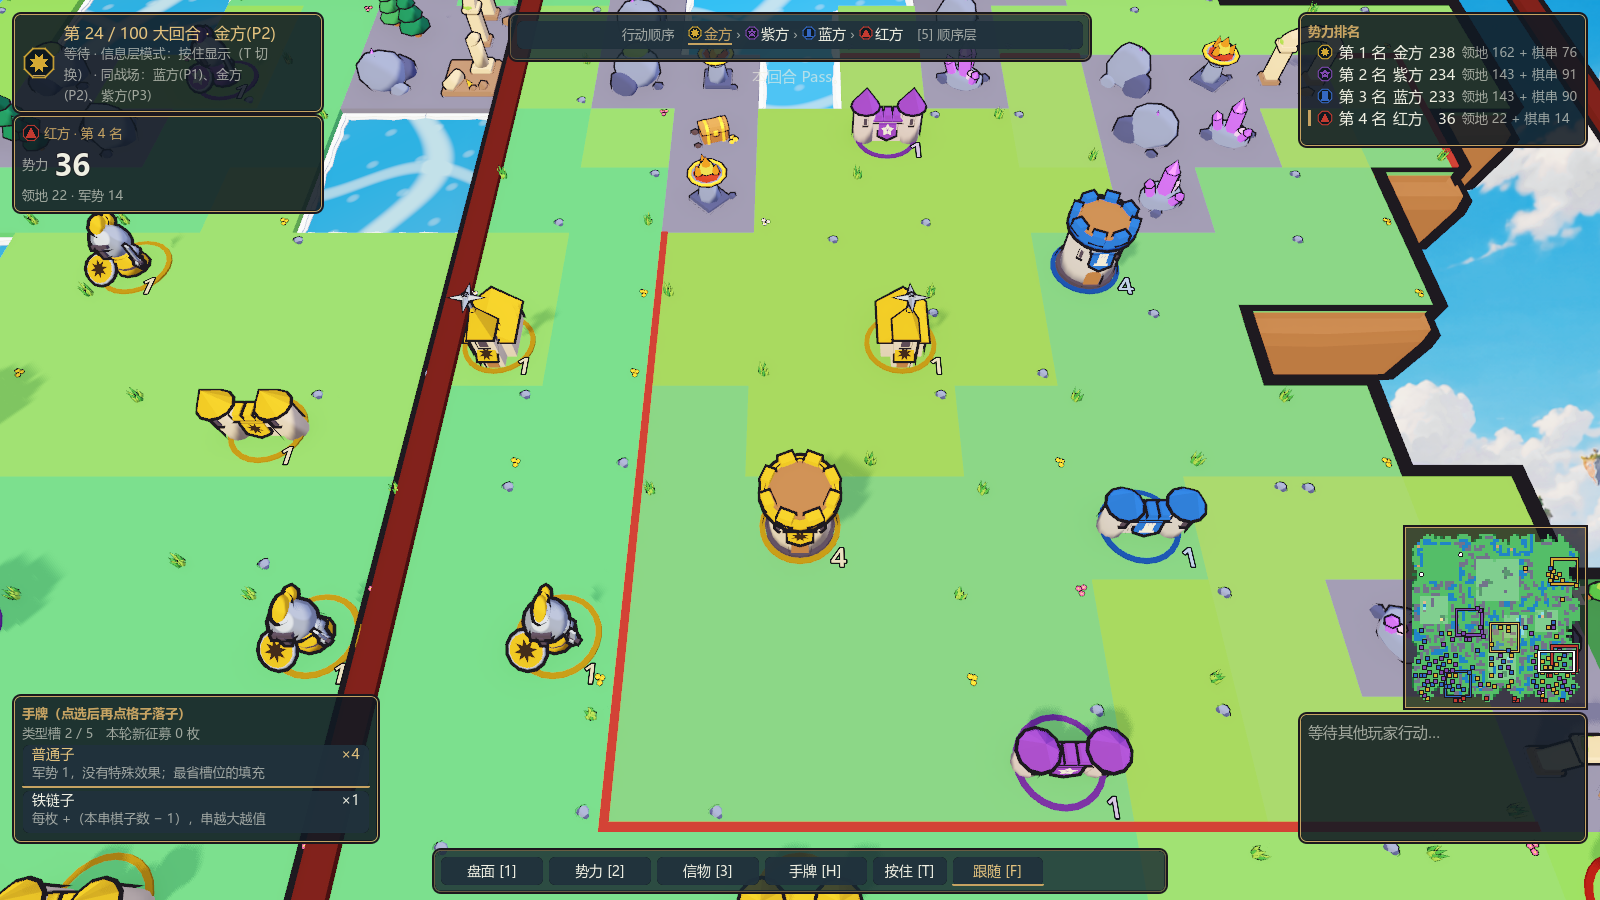 第 24 / 100 大回合 · 金方(P2)
等待 · 信息层模式：按住显示（T 切
换） · 同战场：蓝方(P1)、金方
(P2)、紫方(P3)
红方 · 第 4 名
势力 36
领地 22 · 军势 14
行动顺序 金方 › 紫方 › 蓝方 › 红方 [5] 顺序层
回合 Pass
势力排名
第 1 名 金方 238 领地 162 + 棋串 76
第 2 名 紫方 234 领地 143 + 棋串 91
第 3 名 蓝方 233 领地 143 + 棋串 90
第 4 名 红方 36 领地 22 + 棋串 14
1
1
4
1
1
1
1
4
1
1
1
1
手牌（点选后再点格子落子）
类型槽 2 / 5 本轮新征募 0 枚
普通子 ×4
军势 1，没有特殊效果；最省槽位的填充
铁链子 ×1
每枚 +（本串棋子数 − 1），串越大越值
等待其他玩家行动...
盘面 [1] 势力 [2] 信物 [3] 手牌 [H] 按住 [T] 跟随 [F]